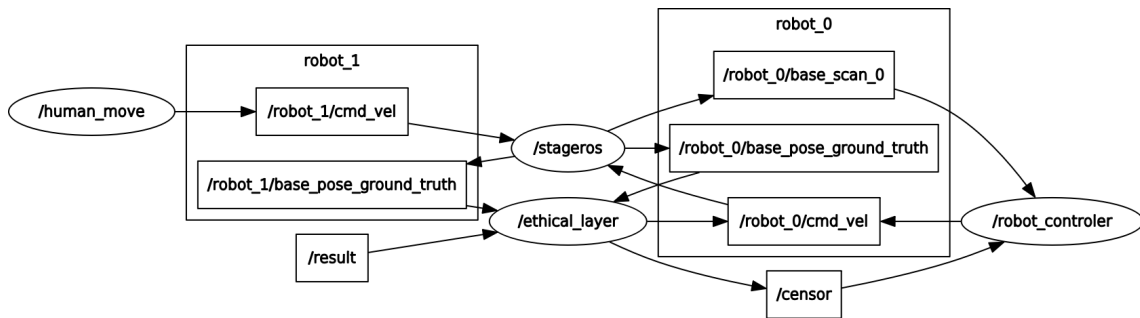 robot_0
robot_1
/robot_0/base_scan_0
/human_move
/robot_1/cmd_vel
/stageros
/robot_0/base_pose_ground_truth
/robot_1/base_pose_ground_truth
/ethical_layer
/robot_0/cmd_vel
/robot_controler
/result
/censor